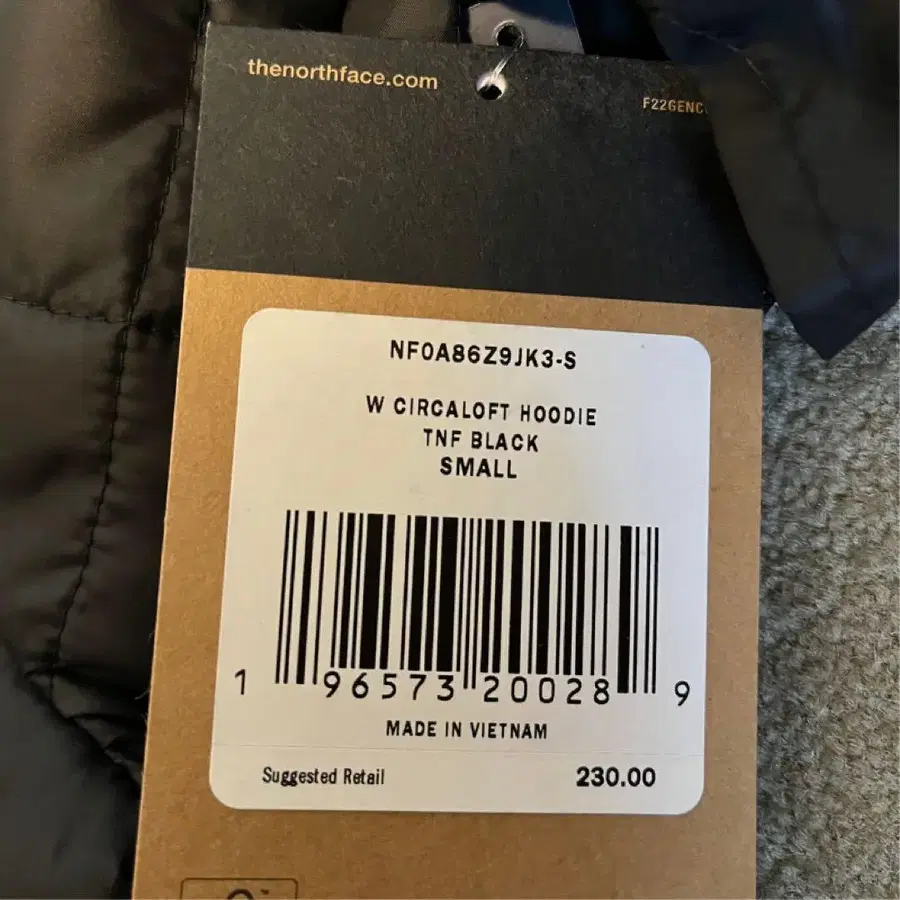 thenorthface.com
F22GENC
NF0A86Z9JK3-S
W CIRCALOFT HOODIE
TNF BLACK
SMALL
1 96573 20028 9
MADE IN VIETNAM
Suggested Retail 230.00